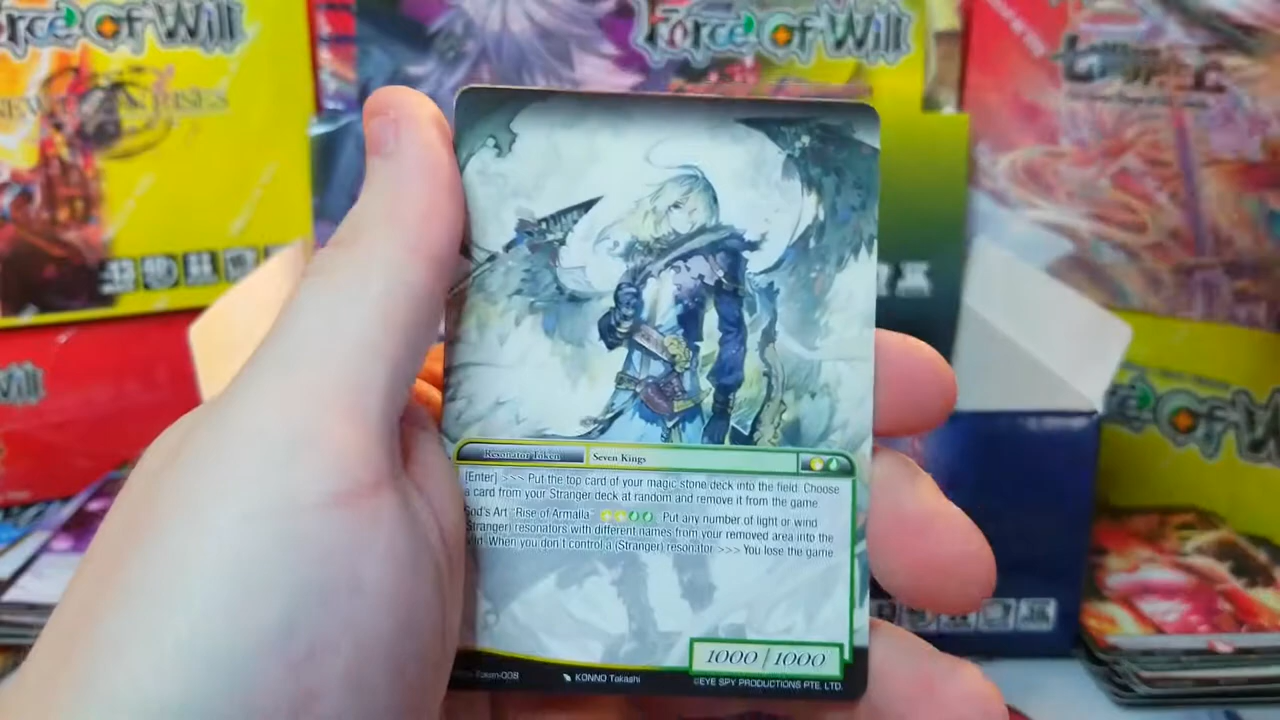 Force Of Will
Force Of Will
Resonator Token
Seven Kings
[Enter] >>> Put the top card of your magic stone deck into the field. Choose
a card from your Stranger deck at random and remove it from the game
God's Art "Rise of Armalla" Put any number of light or wind
(Stranger) resonators with different names from your removed area into the
When you don't control a (Stranger) resonator >>> You lose the game
1000 / 1000
Token-008
KONNO Takashi
©EYE SPY PRODUCTIONS PTE. LTD.